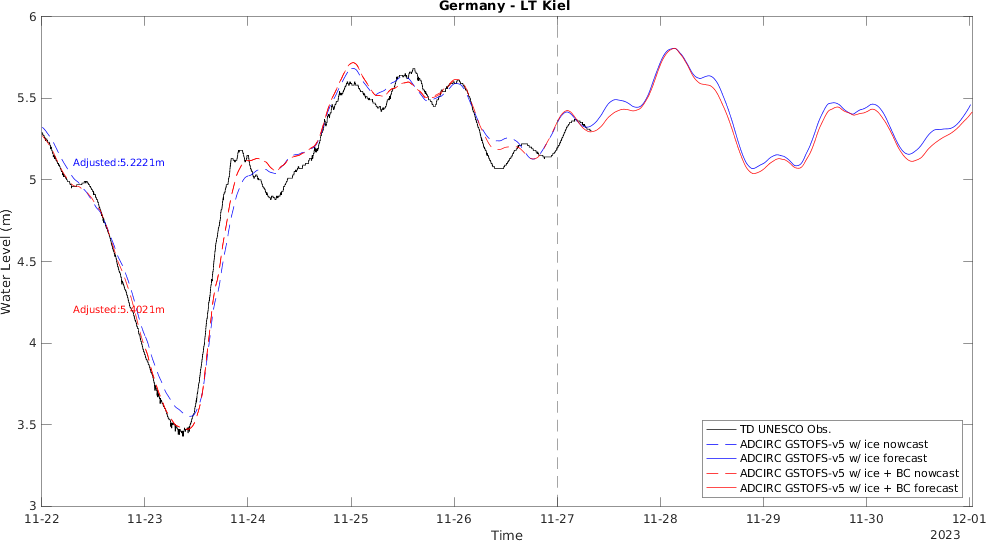 Germany - LT Kiel
6
5.5
5
4.5
4
3.5
3
Water Level (m)
Adjusted:5.2221m
Adjusted:5.4021m
TD UNESCO Obs.
ADCIRC GSTOFS-v5 w/ ice nowcast
ADCIRC GSTOFS-v5 w/ ice forecast
ADCIRC GSTOFS-v5 w/ ice + BC nowcast
ADCIRC GSTOFS-v5 w/ ice + BC forecast
11-22 11-23 11-24 11-25 11-26 11-27 11-28 11-29 11-30 12-01
Time
2023